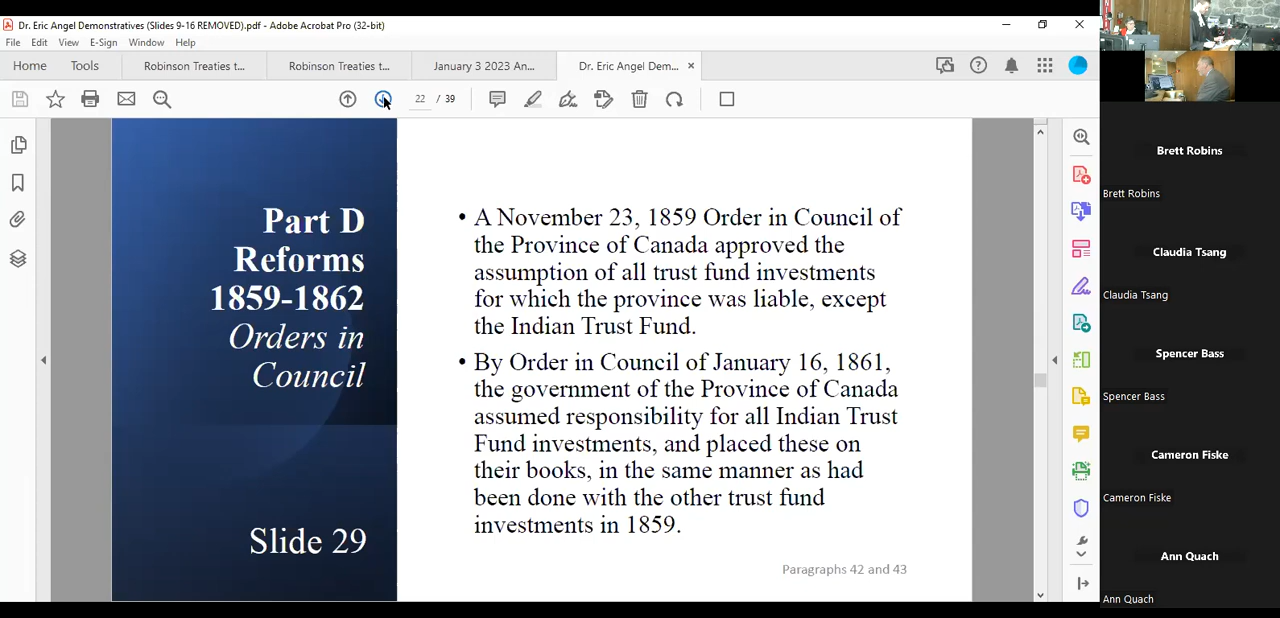 Dr. Eric Angel Demonstratives (Slides 9-16 REMOVED).pdf - Adobe Acrobat Pro (32-bit)
File Edit View E-Sign Window Help
Home Tools Robinson Treaties t... Robinson Treaties t... January 3 2023 An... Dr. Eric Angel Dem... ×
22 / 39
Part D
Reforms
1859-1862
Orders in
Council
Slide 29
• A November 23, 1859 Order in Council of
the Province of Canada approved the
assumption of all trust fund investments
for which the province was liable, except
the Indian Trust Fund.
• By Order in Council of January 16, 1861,
the government of the Province of Canada
assumed responsibility for all Indian Trust
Fund investments, and placed these on
their books, in the same manner as had
been done with the other trust fund
investments in 1859.
Paragraphs 42 and 43
Brett Robins
Brett Robins
Claudia Tsang
Claudia Tsang
Spencer Bass
Spencer Bass
Cameron Fiske
Cameron Fiske
Ann Quach
Ann Quach